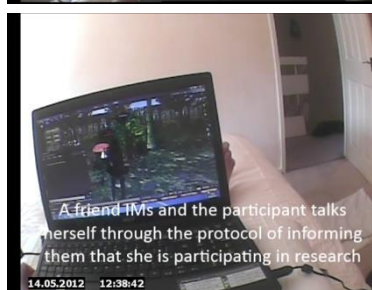 A friend IMs and the participant talks
herself through the protocol of informing
them that she is participating in research
14.05.2012 12:38:42